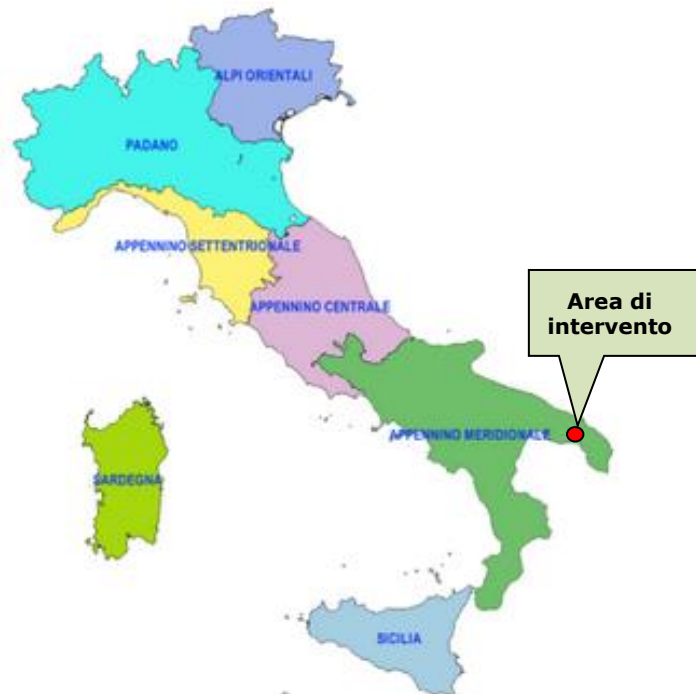 ALPI ORIENTALI
PADANO
APPENNINO SETTENTRIONALE
APPENNINO CENTRALE
Area di
intervento
APPENNINO MERIDIONALE
SARDEGNA
SICILIA